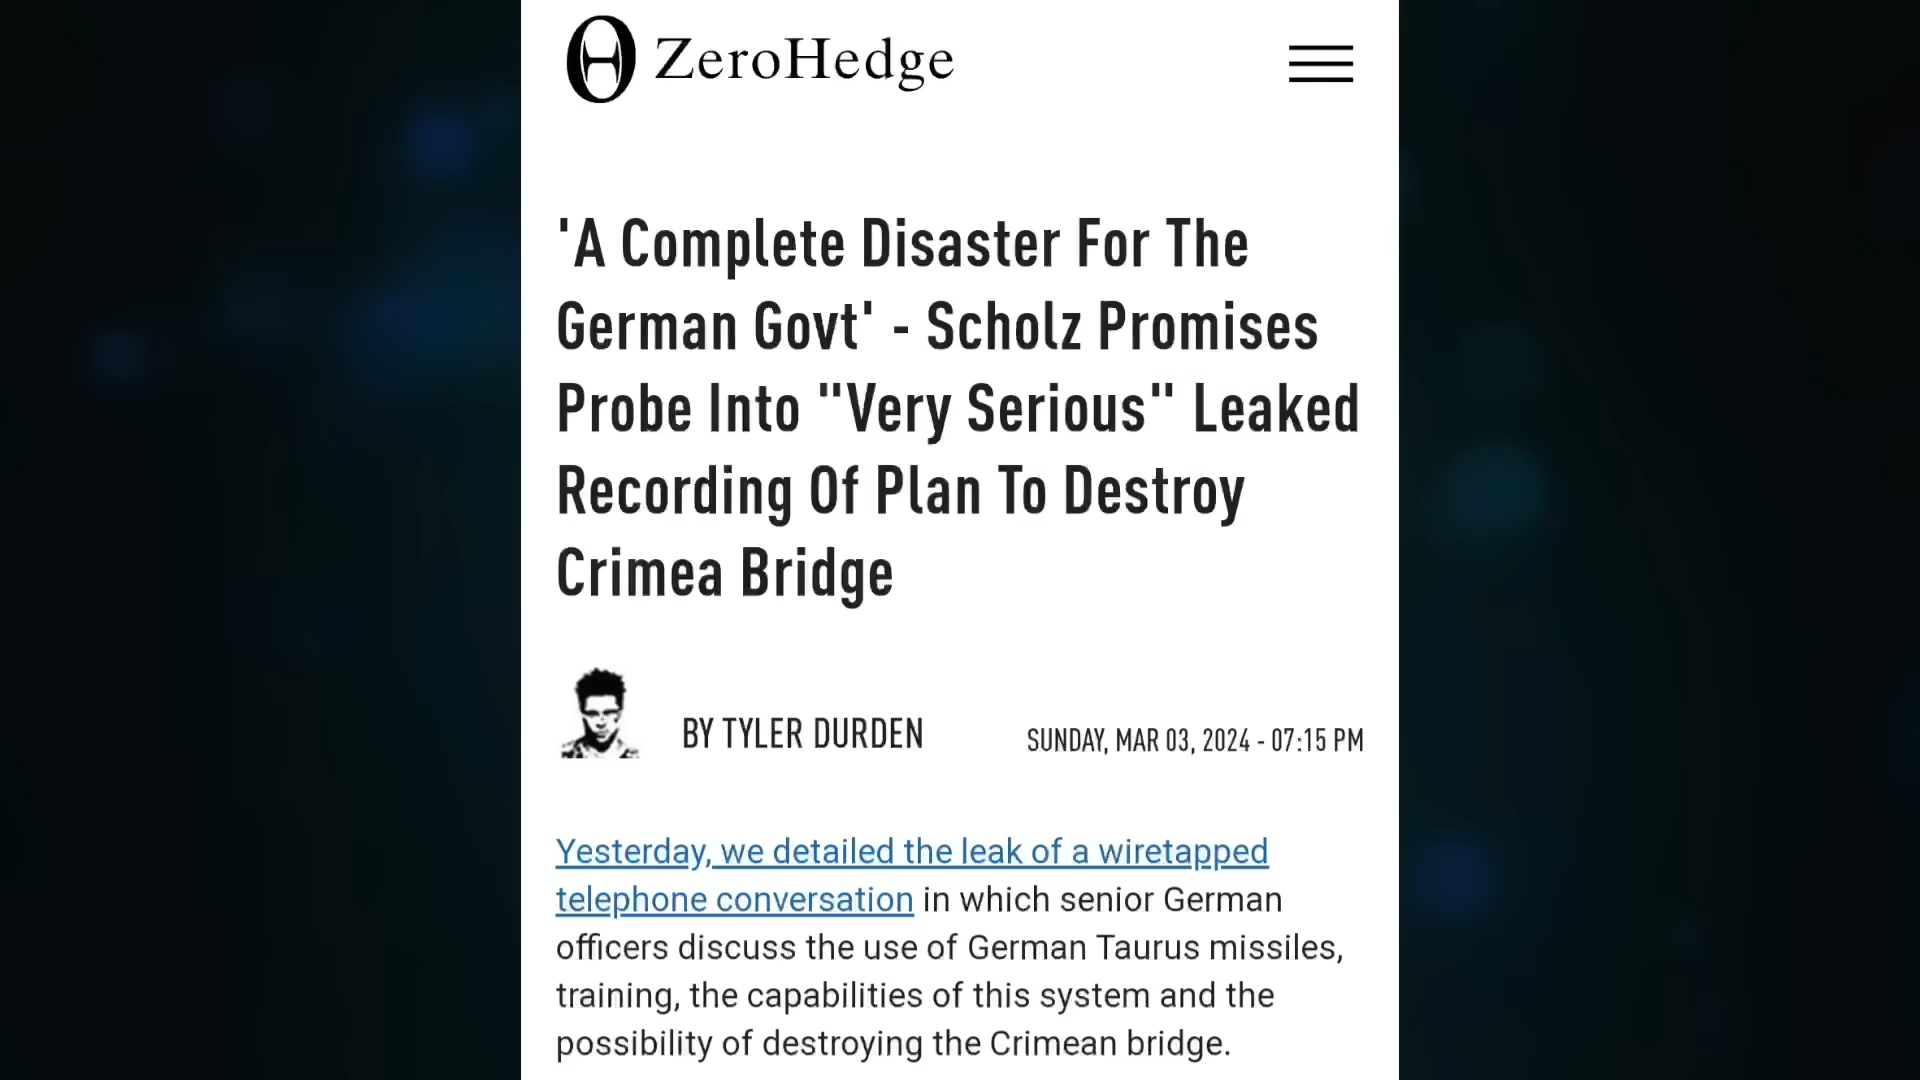 ZeroHedge
'A Complete Disaster For The
German Govt' - Scholz Promises
Probe Into "Very Serious" Leaked
Recording Of Plan To Destroy
Crimea Bridge
BY TYLER DURDEN
SUNDAY, MAR 03, 2024 - 07:15 PM
Yesterday, we detailed the leak of a wiretapped
telephone conversation in which senior German
officers discuss the use of German Taurus missiles,
training, the capabilities of this system and the
possibility of destroying the Crimean bridge.